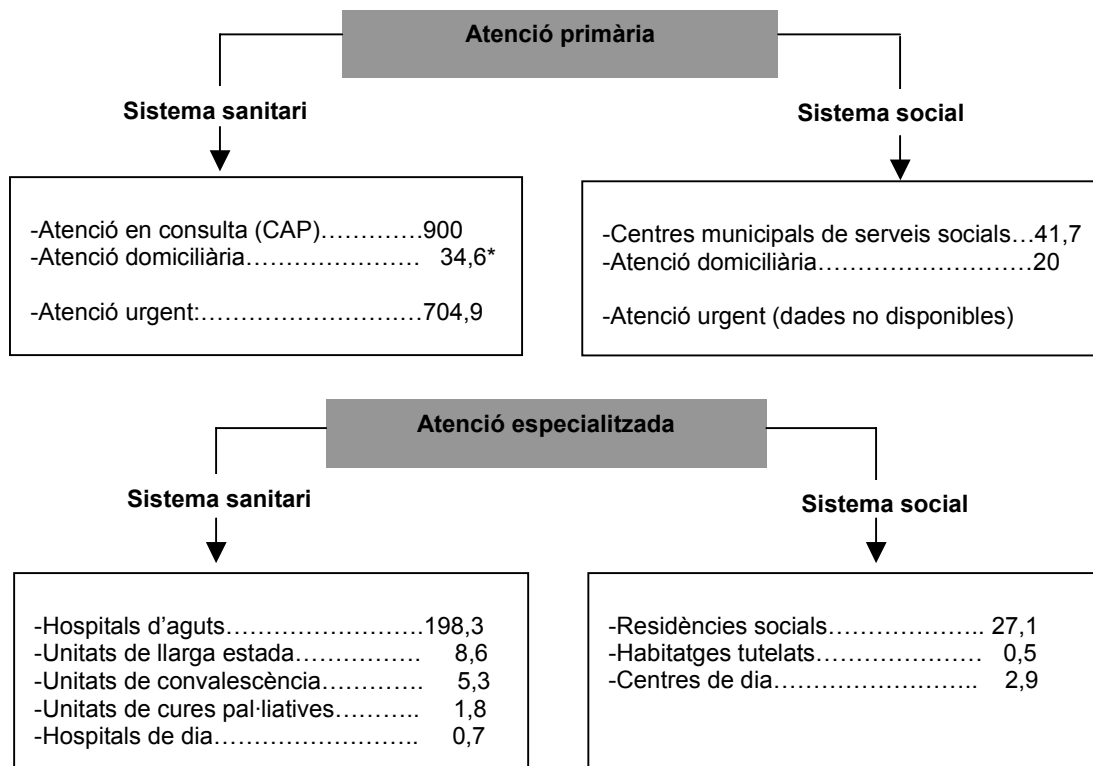 Atenció primària
Sistema sanitari
Sistema social
-Atenció en consulta (CAP)……………900
-Atenció domiciliària…………………. 34,6*
-Atenció urgent:………………………704,9
-Centres municipals de serveis socials…41,7
-Atenció domiciliària………………………20
-Atenció urgent (dades no disponibles)
Atenció especialitzada
Sistema sanitari
Sistema social
-Hospitals d’aguts…………………….198,3
-Unitats de llarga estada……………. 8,6
-Unitats de convalescència………….. 5,3
-Unitats de cures pal·liatives……….. 1,8
-Hospitals de dia…………………….. 0,7
-Residències socials……………….. 27,1
-Habitatges tutelats………………… 0,5
-Centres de dia…………………….. 2,9